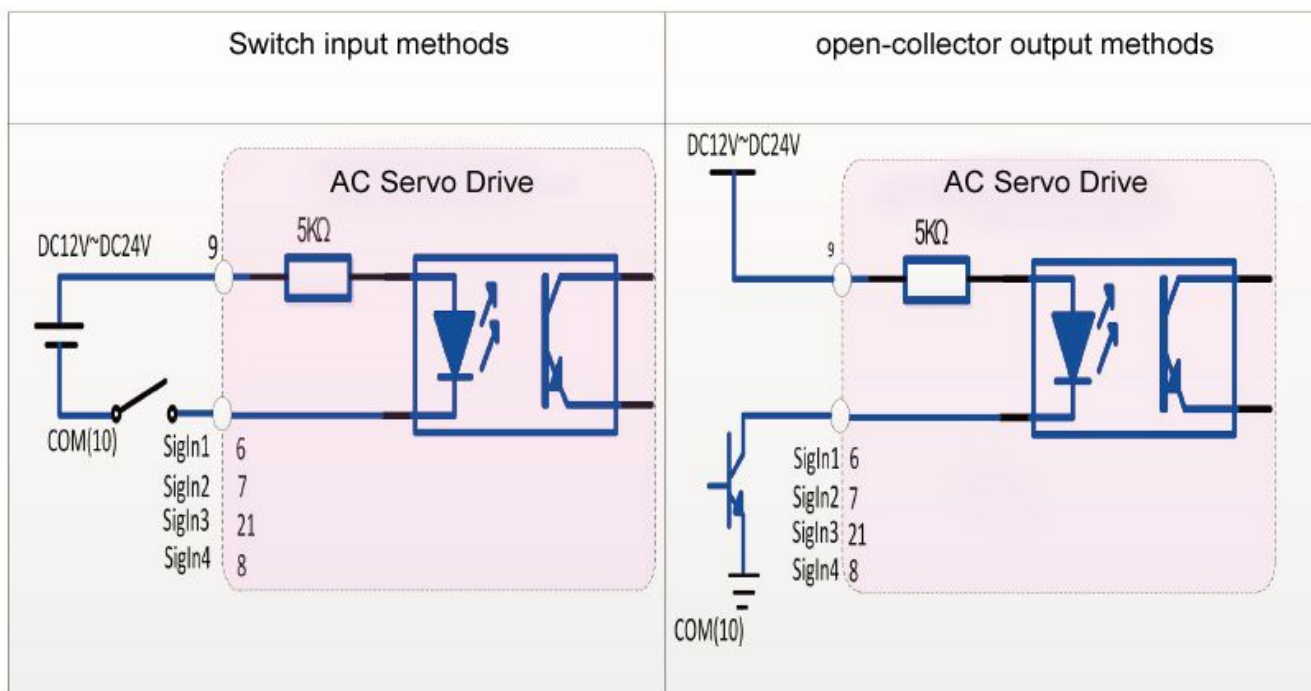 Switch input methods
open-collector output methods
AC Servo Drive
DC12V~DC24V
9
5KΩ
COM(10)
SigIn1 6
SigIn2 7
SigIn3 21
SigIn4 8
DC12V~DC24V
AC Servo Drive
9
5KΩ
SigIn1 6
SigIn2 7
SigIn3 21
SigIn4 8
COM(10)